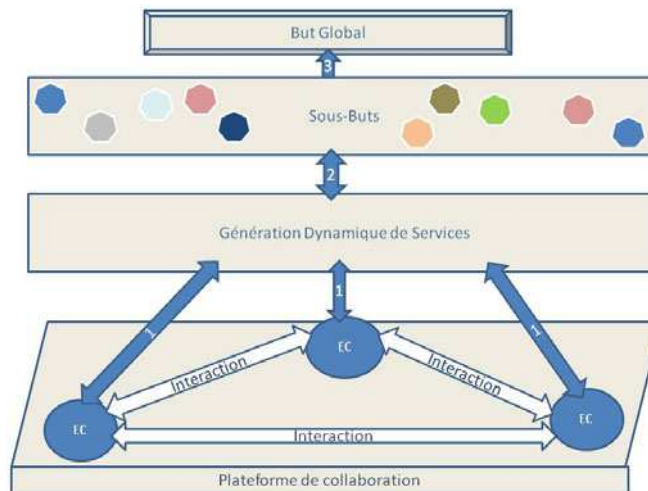 But Global
3
Sous-Buts
2
Génération Dynamique de Services
1
1
1
EC
Interaction
Interaction
EC
EC
Interaction
Plateforme de collaboration